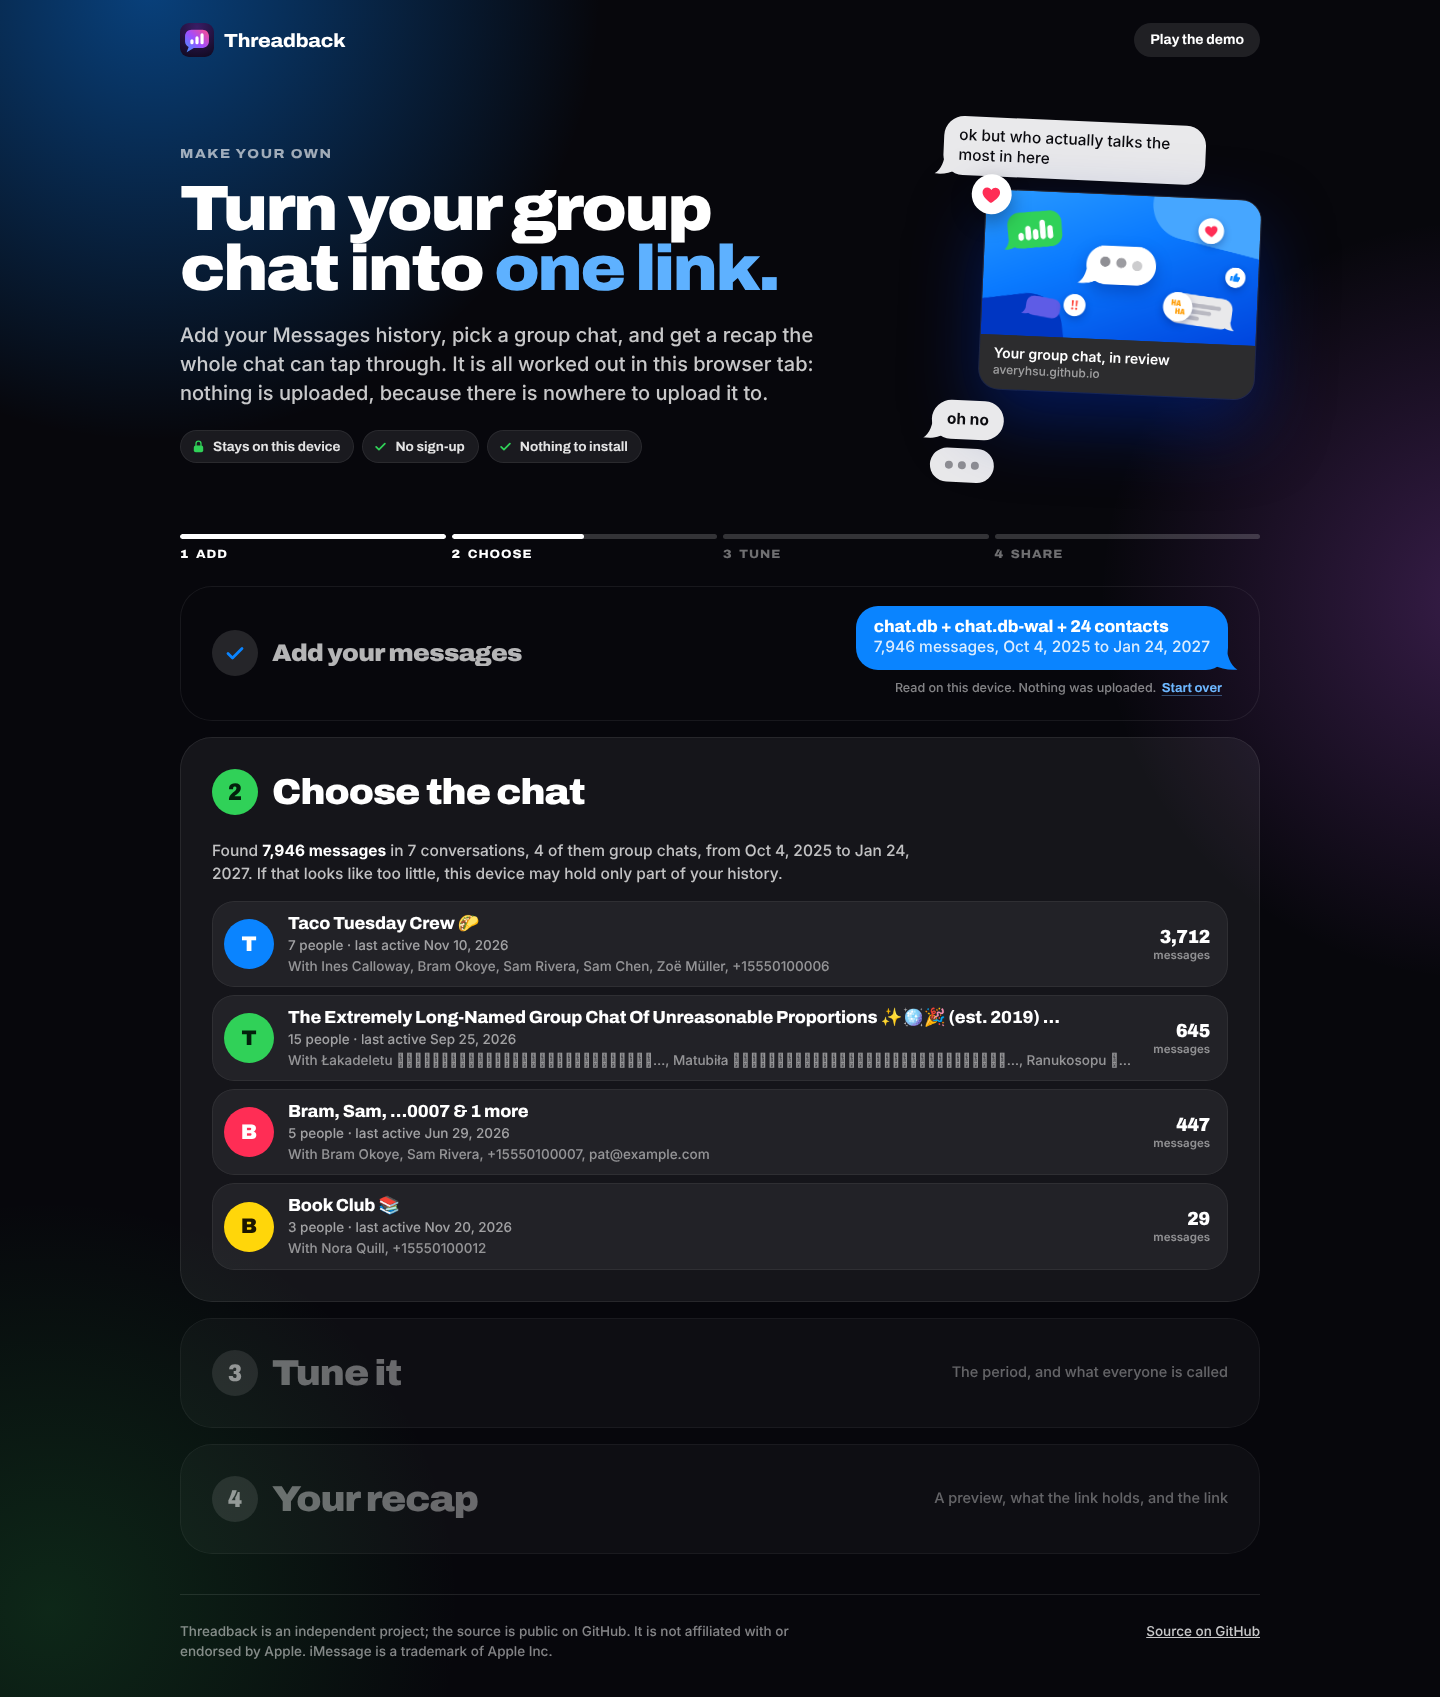 Threadback
Play the demo
MAKE YOUR OWN
Turn your group
chat into one link.
Add your Messages history, pick a group chat, and get a recap the
whole chat can tap through. It is all worked out in this browser tab:
nothing is uploaded, because there is nowhere to upload it to.
Stays on this device
No sign-up
Nothing to install
ok but who actually talks the
most in here
!!
HA
HA
Your group chat, in review
averyhsu.github.io
oh no
1 ADD
2 CHOOSE
3 TUNE
4 SHARE
Add your messages
chat.db + chat.db-wal + 24 contacts
7,946 messages, Oct 4, 2025 to Jan 24, 2027
Read on this device. Nothing was uploaded. Start over
2 Choose the chat
Found 7,946 messages in 7 conversations, 4 of them group chats, from Oct 4, 2025 to Jan 24,
2027. If that looks like too little, this device may hold only part of your history.
T
Taco Tuesday Crew 🌮
7 people · last active Nov 10, 2026
With Ines Calloway, Bram Okoye, Sam Rivera, Sam Chen, Zoë Müller, +15550100006
3,712
messages
T
The Extremely Long-Named Group Chat Of Unreasonable Proportions ✨🪩🎉 (est. 2019) …
15 people · last active Sep 25, 2026
With Łakadeletu …, Matubiła …, Ranukosopu …
645
messages
B
Bram, Sam, …0007 & 1 more
5 people · last active Jun 29, 2026
With Bram Okoye, Sam Rivera, +15550100007, pat@example.com
447
messages
B
Book Club 📚
3 people · last active Nov 20, 2026
With Nora Quill, +15550100012
29
messages
3 Tune it
The period, and what everyone is called
4 Your recap
A preview, what the link holds, and the link
Threadback is an independent project; the source is public on GitHub. It is not affiliated with or
endorsed by Apple. iMessage is a trademark of Apple Inc.
Source on GitHub